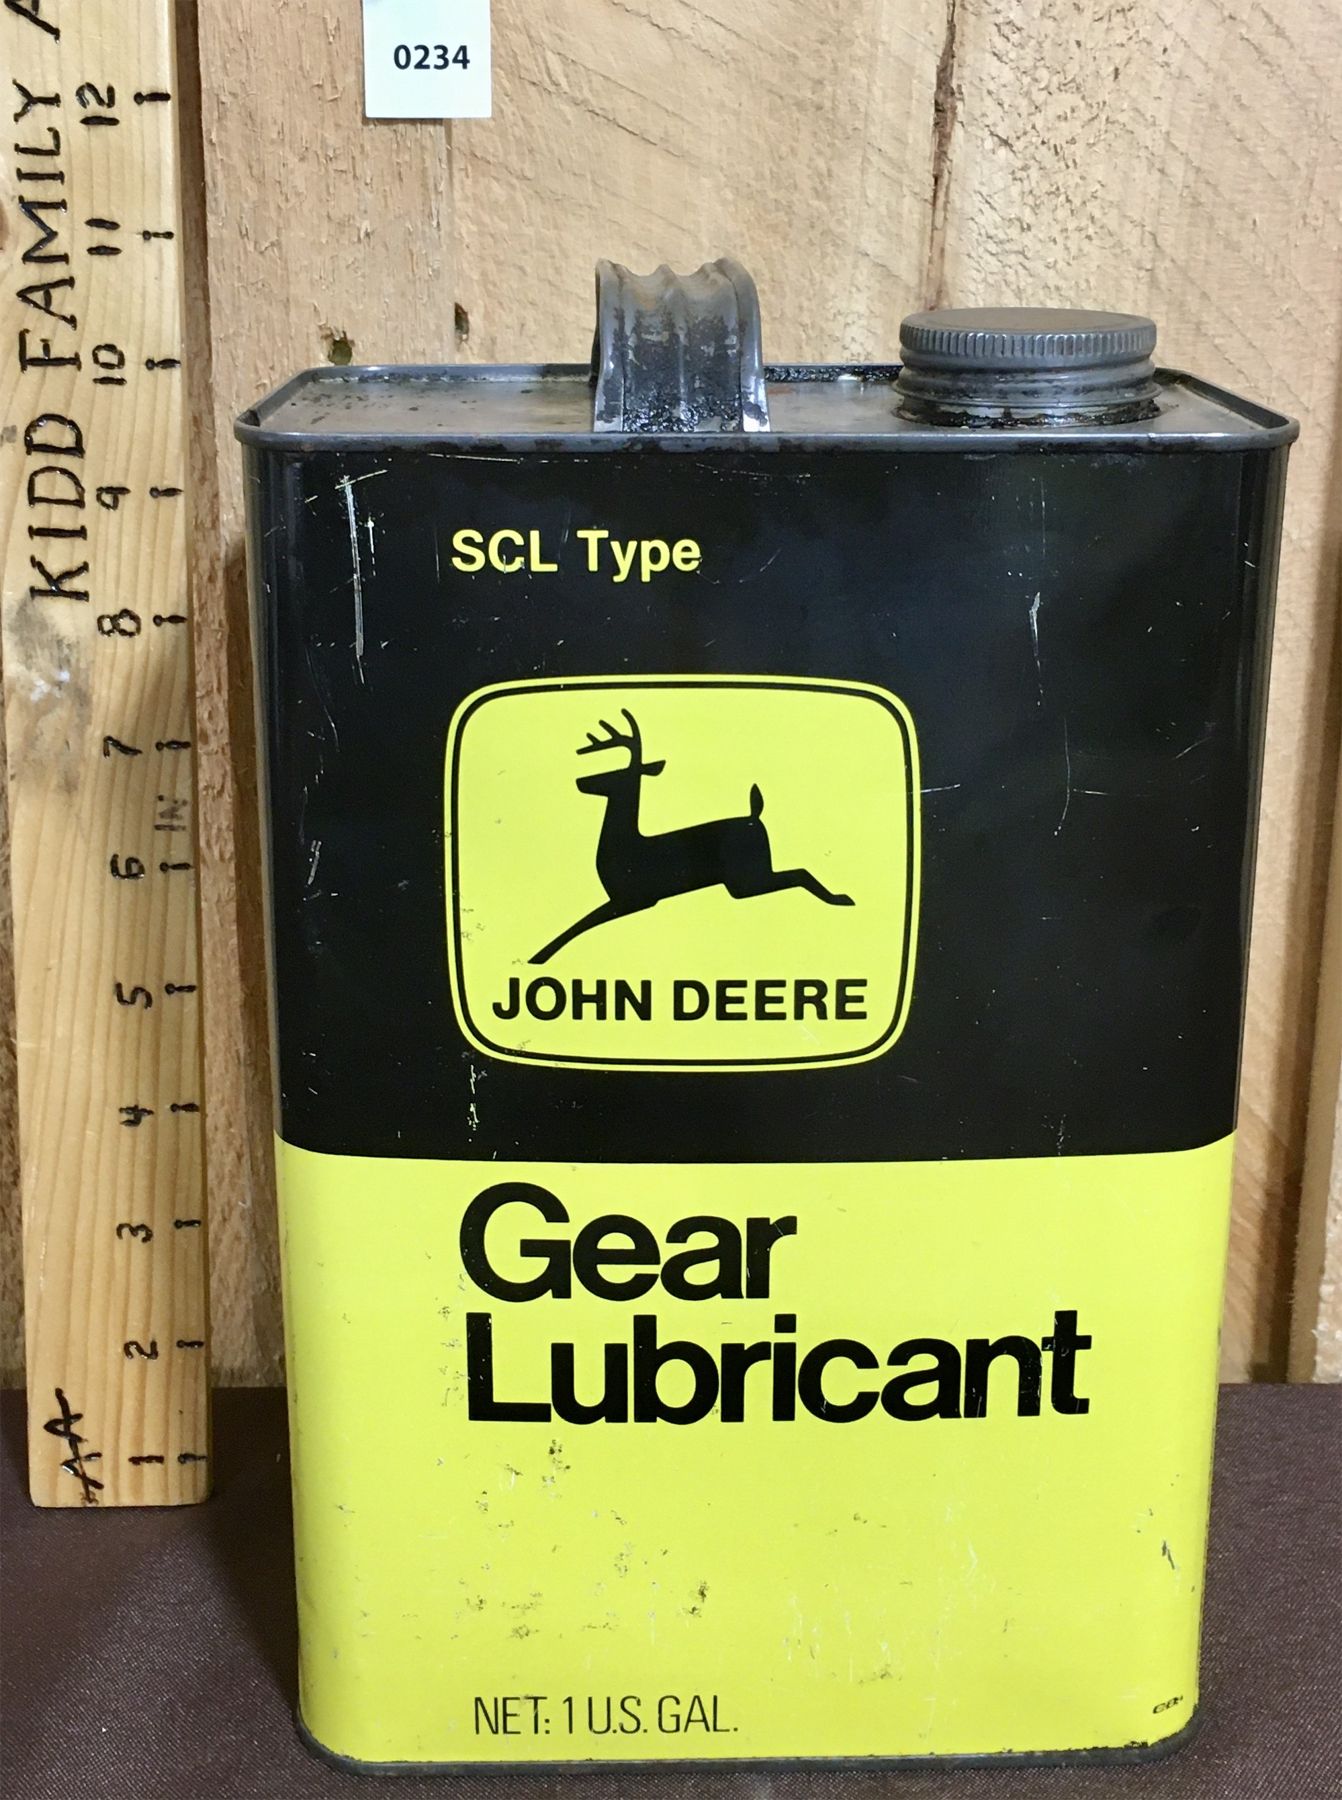 0234
KIDD FAMILY A
12
11
10
9
8
7
IN
6
5
4
3
2
1
AA
SCL Type
JOHN DEERE
Gear
Lubricant
NET: 1 U.S. GAL.